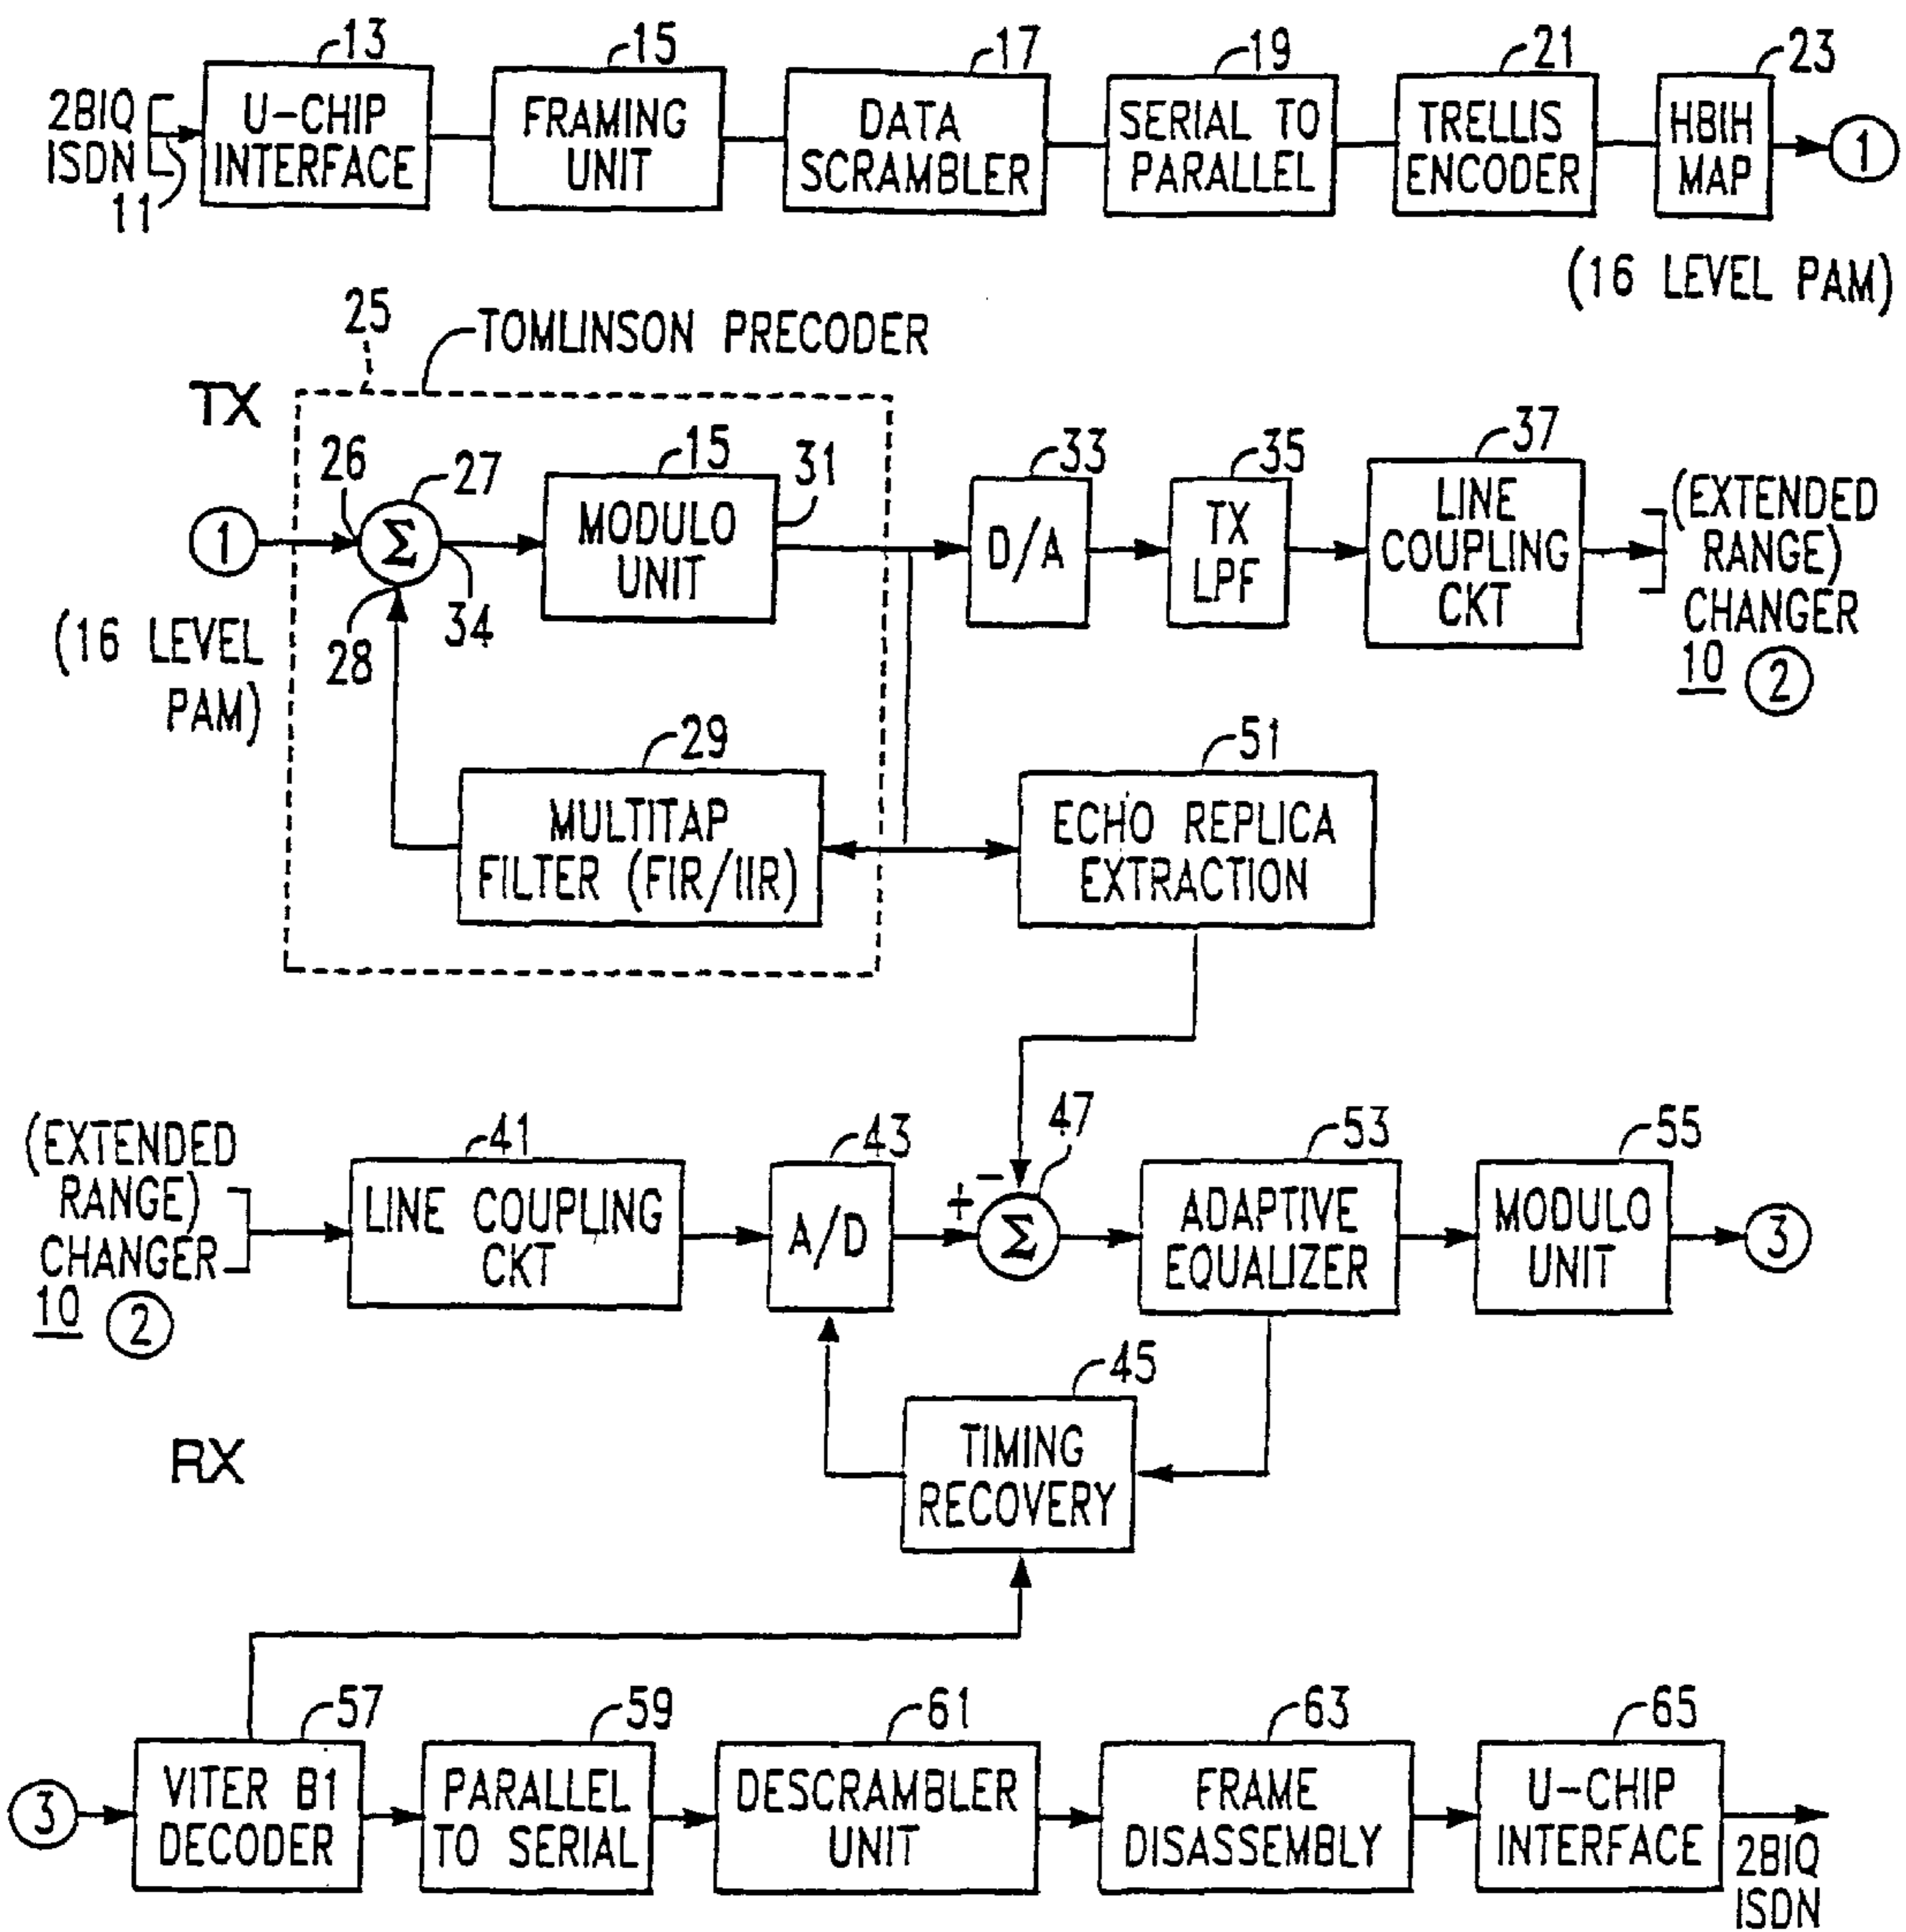 13
15
17
19
21
23
2BIQ
ISDN
11
U-CHIP
INTERFACE
FRAMING
UNIT
DATA
SCRAMBLER
SERIAL TO
PARALLEL
TRELLIS
ENCODER
HBIH
MAP
1
(16 LEVEL PAM)
25
TOMLINSON PRECODER
TX
26
27
15
31
33
35
37
1
Σ
MODULO
UNIT
D/A
TX
LPF
LINE
COUPLING
CKT
(EXTENDED
RANGE)
CHANGER
10
2
28
34
(16 LEVEL
PAM)
29
MULTITAP
FILTER (FIR/IIR)
51
ECHO REPLICA
EXTRACTION
(EXTENDED
RANGE)
CHANGER
10
2
41
LINE COUPLING
CKT
43
A/D
+
−
47
Σ
53
ADAPTIVE
EQUALIZER
55
MODULO
UNIT
3
45
TIMING
RECOVERY
RX
3
57
VITER B1
DECODER
59
PARALLEL
TO SERIAL
61
DESCRAMBLER
UNIT
63
FRAME
DISASSEMBLY
65
U-CHIP
INTERFACE
2BIQ
ISDN